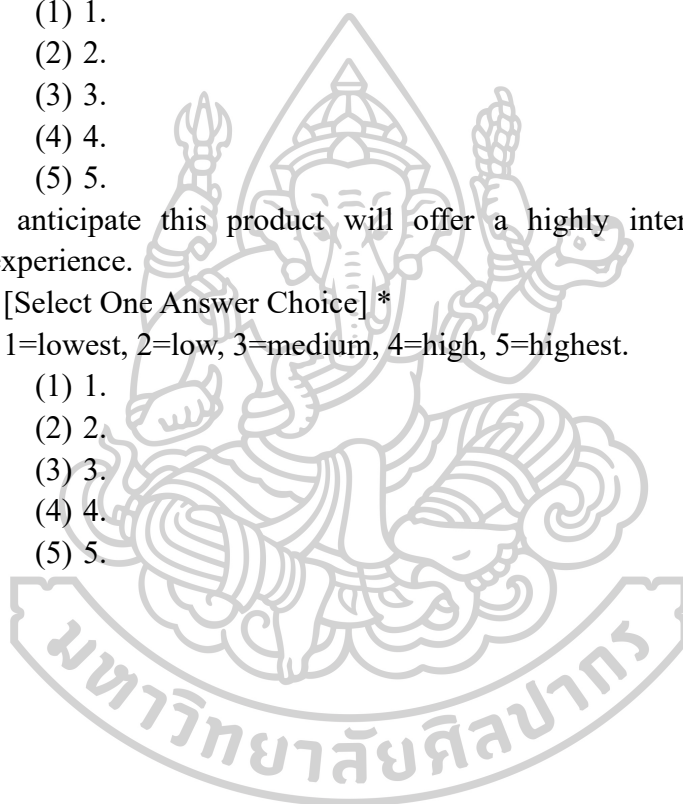 (1) 1.
(2) 2.
(3) 3.
(4) 4.
(5) 5.
anticipate this product will offer a highly inter
experience.
[Select One Answer Choice] *
1=lowest, 2=low, 3=medium, 4=high, 5=highest.
(1) 1.
(2) 2.
(3) 3.
(4) 4.
(5) 5.
มหาวิทยาลัยศิลปากร